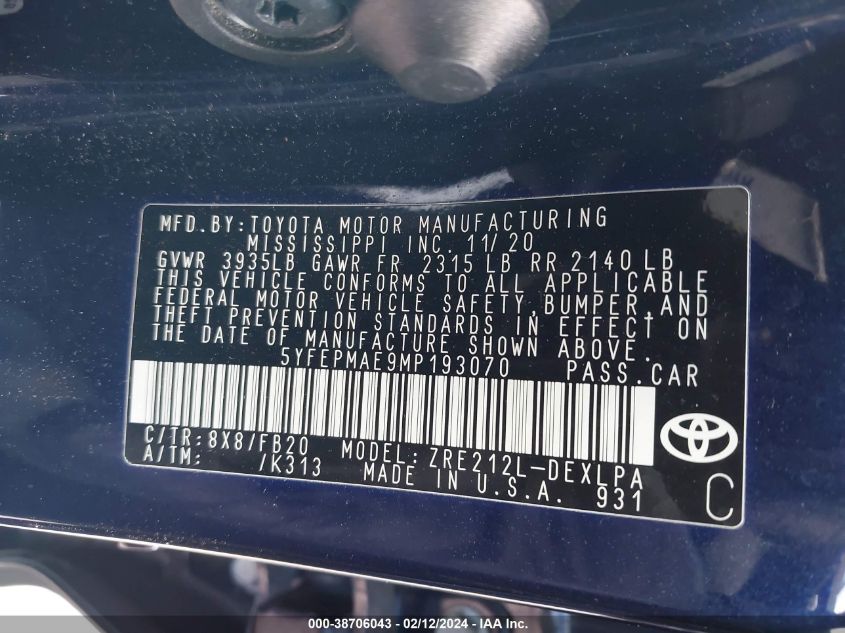 MFD.BY:TOYOTA MOTOR MANUFACTURING
MISSISSIPPI INC. 11/20
GVWR 3935LB GAWR FR 2315 LB RR 2140 LB
THIS VEHICLE CONFORMS TO ALL APPLICABLE
FEDERAL MOTOR VEHICLE SAFETY,BUMPER,AND
THEFT PREVENTION STANDARDS IN EFFECT ON
THE DATE OF MANUFACTURE SHOWN ABOVE.
5YFEPMAE9MP193070 PASS.CAR
C/TR:8X8/FB20 MODEL:ZRE212L-DEXLPA
A/TM: /K313 MADE IN U.S.A. 931
C
000-38706043 - 02/12/2024 - IAA Inc.